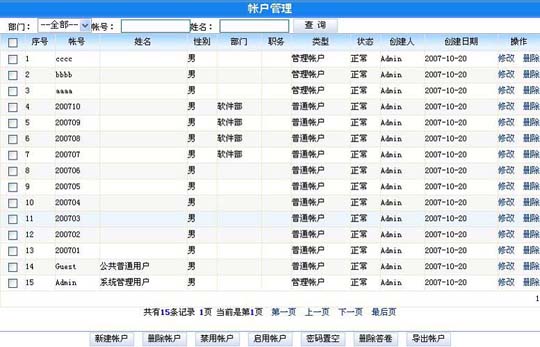 帐户管理
部门： --全部-- 帐号： 姓名： 查 询
序号 帐号 姓名 性别 部门 职务 类型 状态 创建人 创建日期 操作
1 cccc 男 管理帐户 正常 Admin 2007-10-20 修改 删除
2 bbbb 男 管理帐户 正常 Admin 2007-10-20 修改 删除
3 aaaa 男 管理帐户 正常 Admin 2007-10-20 修改 删除
4 200710 男 软件部 普通帐户 正常 Admin 2007-10-20 修改 删除
5 200709 男 软件部 普通帐户 正常 Admin 2007-10-20 修改 删除
6 200708 男 软件部 普通帐户 正常 Admin 2007-10-20 修改 删除
7 200707 男 软件部 普通帐户 正常 Admin 2007-10-20 修改 删除
8 200706 男 普通帐户 正常 Admin 2007-10-20 修改 删除
9 200705 男 普通帐户 正常 Admin 2007-10-20 修改 删除
10 200704 男 普通帐户 正常 Admin 2007-10-20 修改 删除
11 200703 男 普通帐户 正常 Admin 2007-10-20 修改 删除
12 200702 男 普通帐户 正常 Admin 2007-10-20 修改 删除
13 200701 男 普通帐户 正常 Admin 2007-10-20 修改 删除
14 Guest 公共普通用户 男 普通帐户 正常 Admin 2007-10-20 修改 删除
15 Admin 系统管理用户 男 管理帐户 正常 Admin 2007-10-20 修改 删除
1
共有15条记录 1页 当前是第1页 第一页 上一页 下一页 最后页
新建帐户 删除帐户 禁用帐户 启用帐户 密码置空 删除答卷 导出帐户